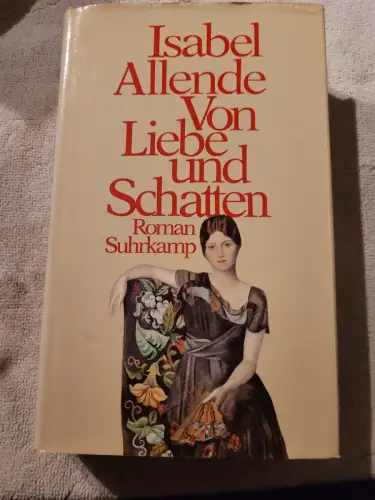 Isabel
Allende
Von
Liebe
und
Schatten
Roman
Suhrkamp